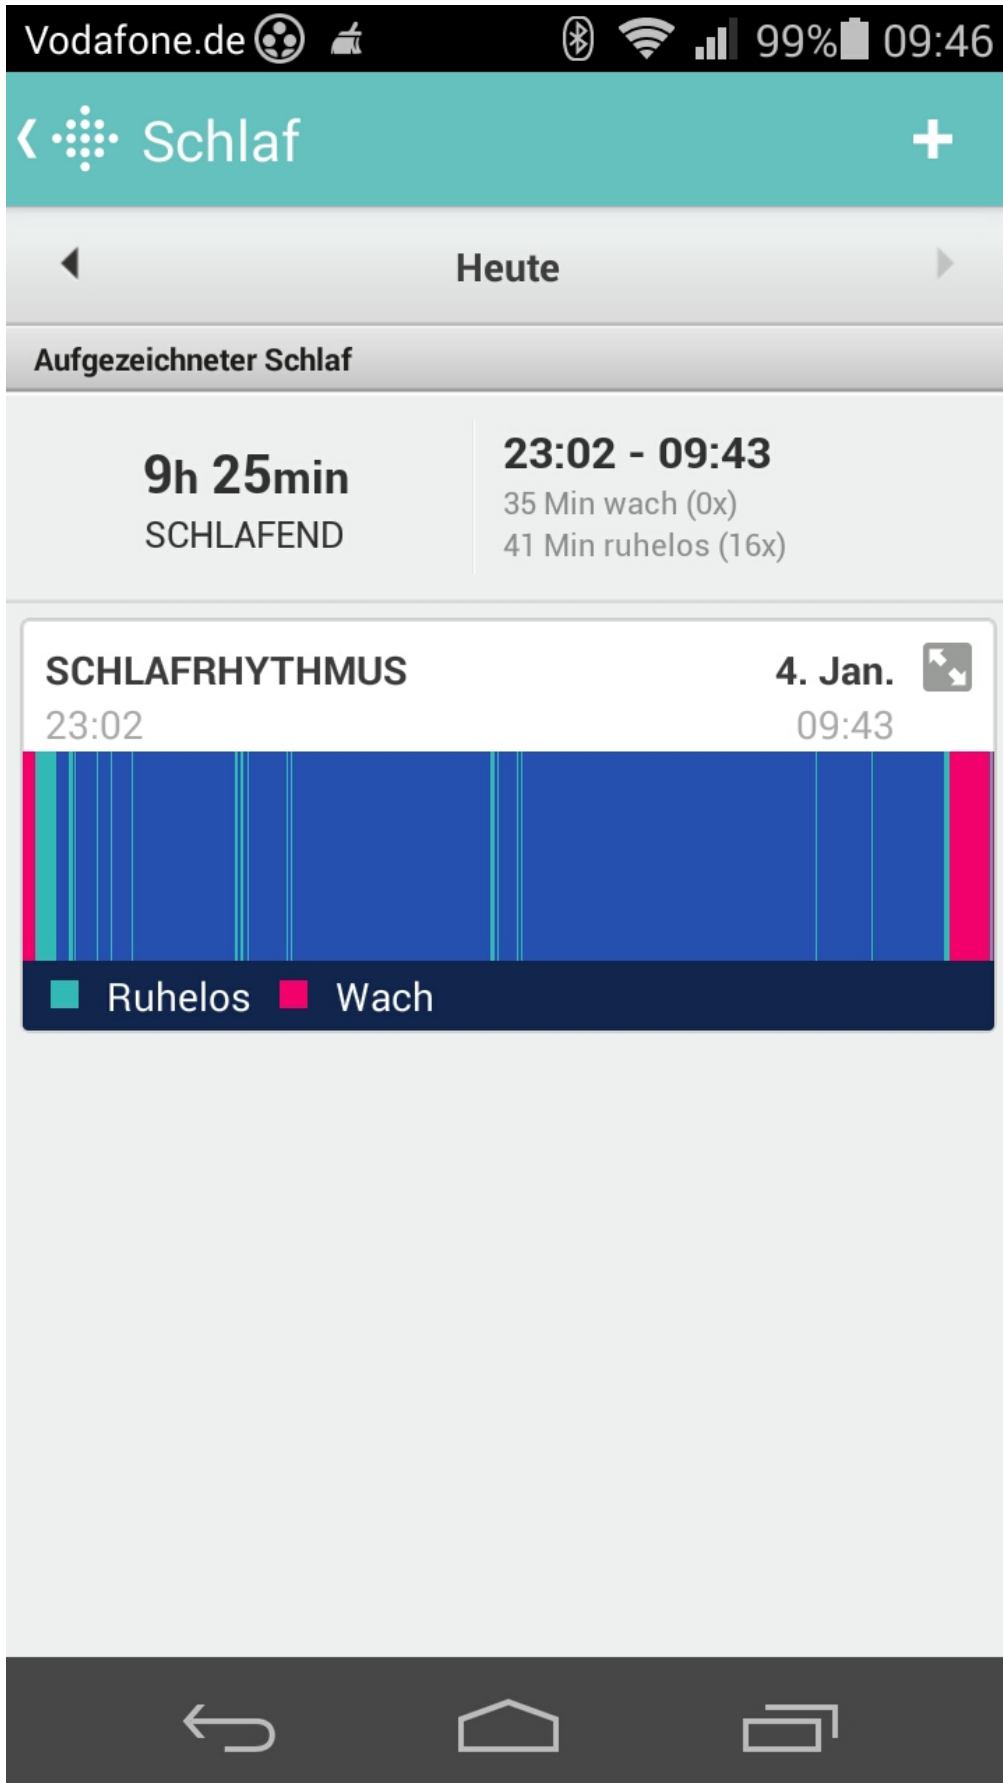 Vodafone.de 99% 09:46
Schlaf
Heute
Aufgezeichneter Schlaf
9h 25min
SCHLAFEND
23:02 - 09:43
35 Min wach (0x)
41 Min ruhelos (16x)
SCHLAFRHYTHMUS 4. Jan.
23:02 09:43
Ruhelos Wach